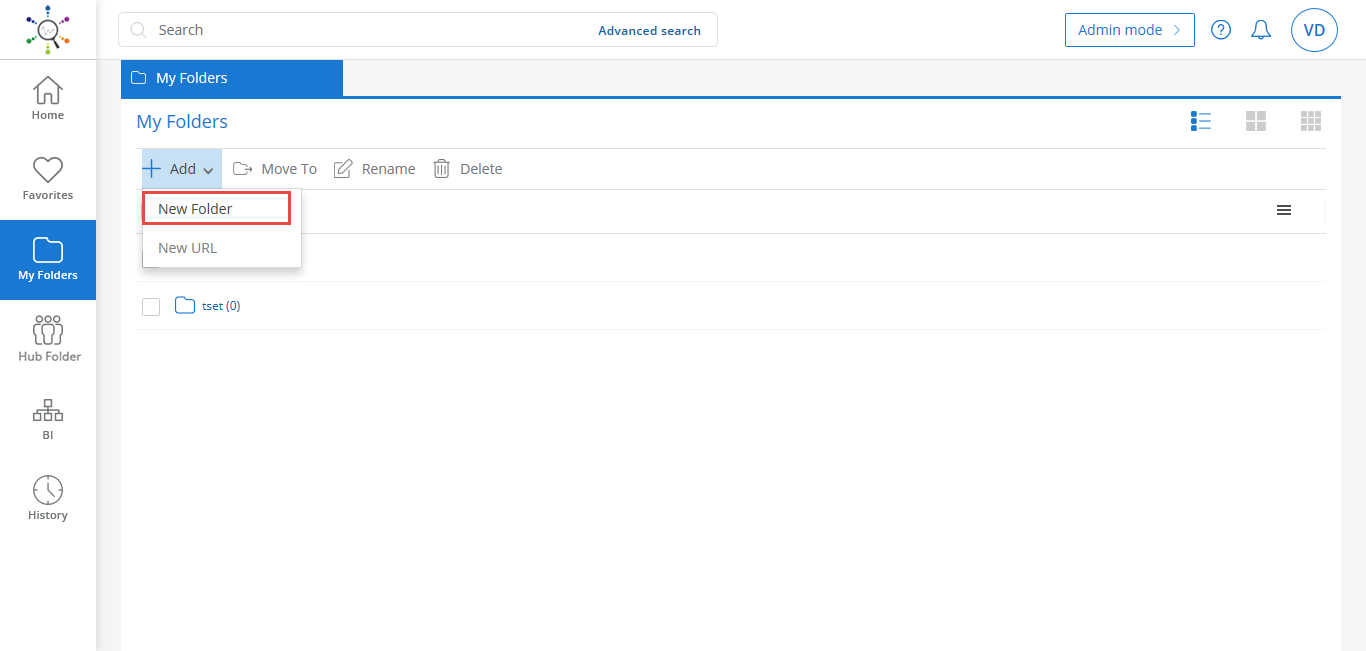 Search
Advanced search
Admin mode
VD
Home
Favorites
My Folders
Hub Folder
BI
History
My Folders
My Folders
Add
Move To
Rename
Delete
New Folder
New URL
tset (0)